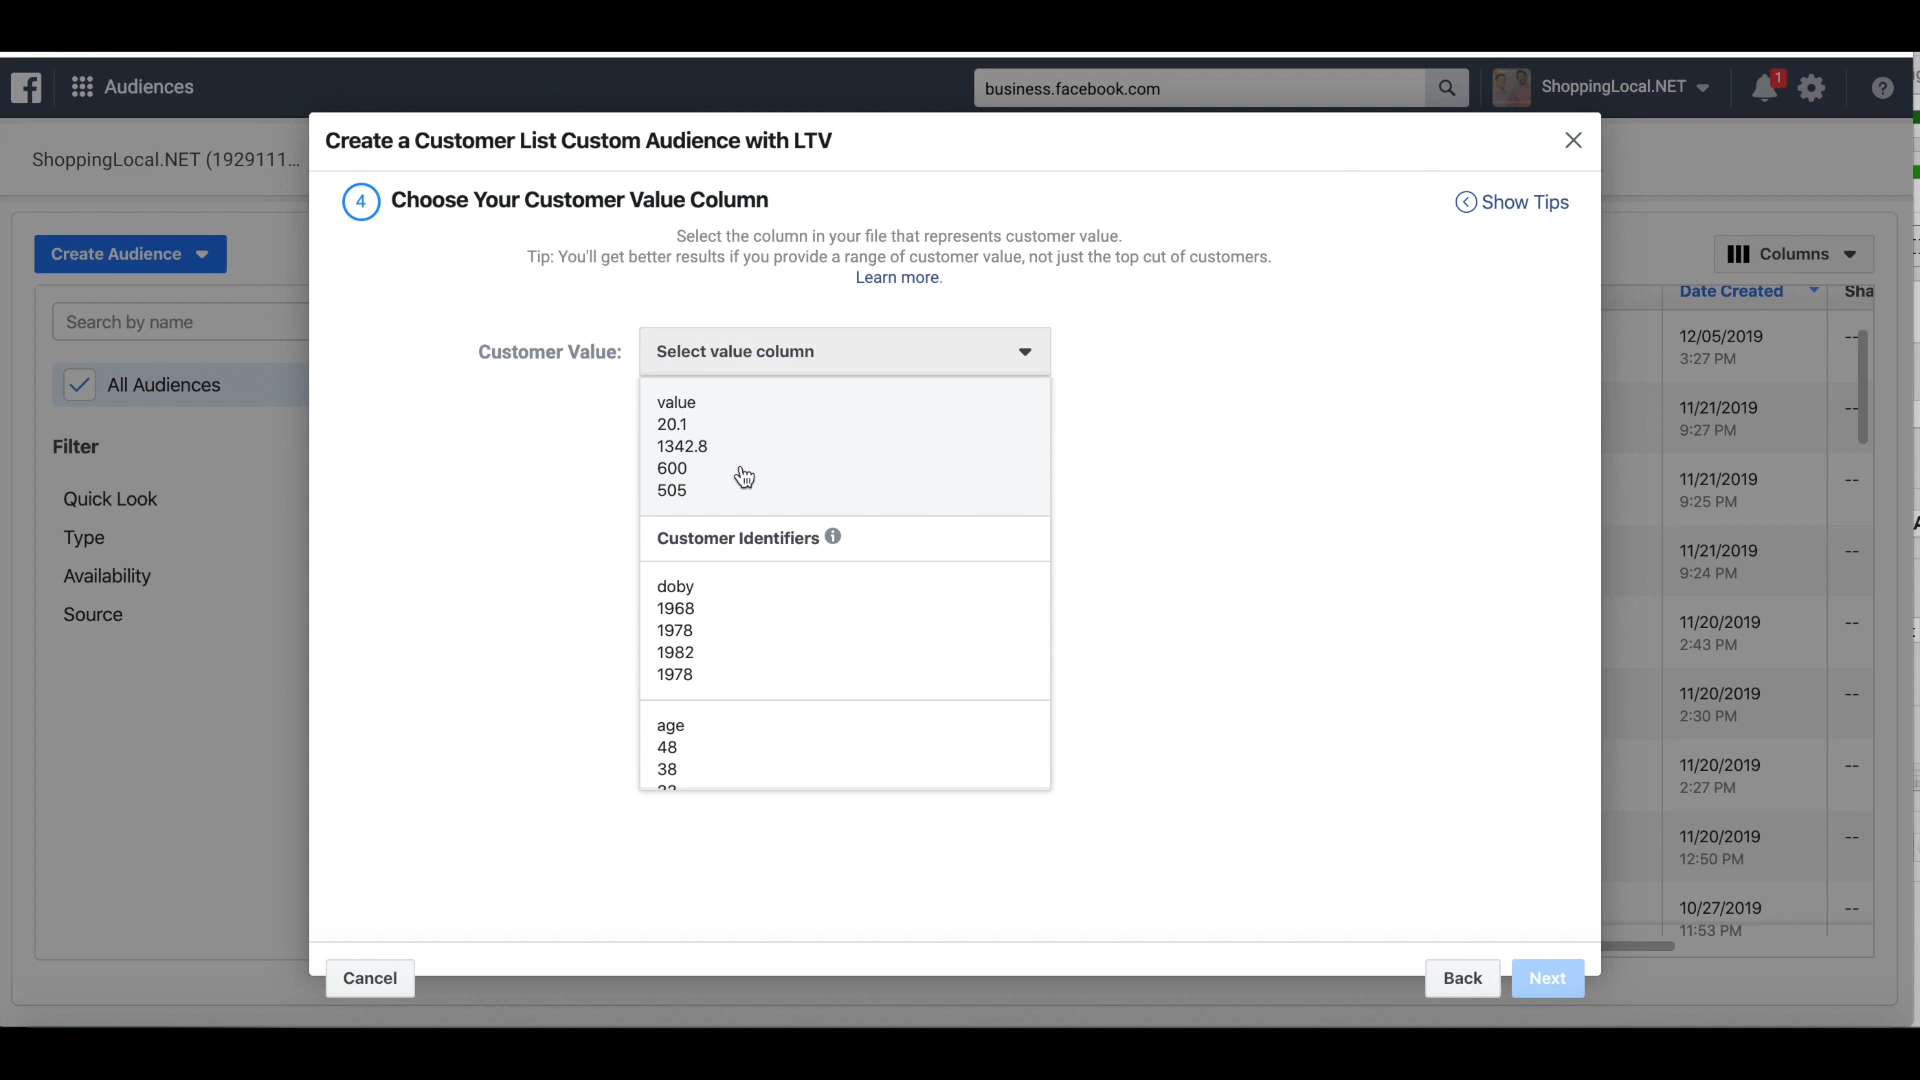 Audiences
business.facebook.com
ShoppingLocal.NET
1
ShoppingLocal.NET (1929111...
Create a Customer List Custom Audience with LTV
4
Choose Your Customer Value Column
Show Tips
Select the column in your file that represents customer value.
Tip: You'll get better results if you provide a range of customer value, not just the top cut of customers.
Learn more.
Create Audience
Columns
Search by name
All Audiences
Filter
Quick Look
Type
Availability
Source
Customer Value:
Select value column
value
20.1
1342.8
600
505
Customer Identifiers
doby
1968
1978
1982
1978
age
48
38
Date Created
Sha
12/05/2019
3:27 PM
--
11/21/2019
9:27 PM
--
11/21/2019
9:25 PM
--
11/21/2019
9:24 PM
--
11/20/2019
2:43 PM
--
11/20/2019
2:30 PM
--
11/20/2019
2:27 PM
--
11/20/2019
12:50 PM
--
10/27/2019
11:53 PM
--
Cancel
Back
Next